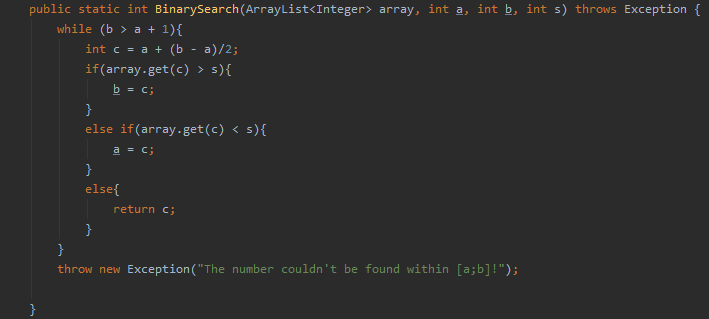 public static int BinarySearch(ArrayList<Integer> array, int a, int b, int s) throws Exception {
while (b > a + 1){
int c = a + (b - a)/2;
if(array.get(c) > s){
b = c;
}
else if(array.get(c) < s){
a = c;
}
else{
return c;
}
}
throw new Exception("The number couldn't be found within [a;b]!");
}